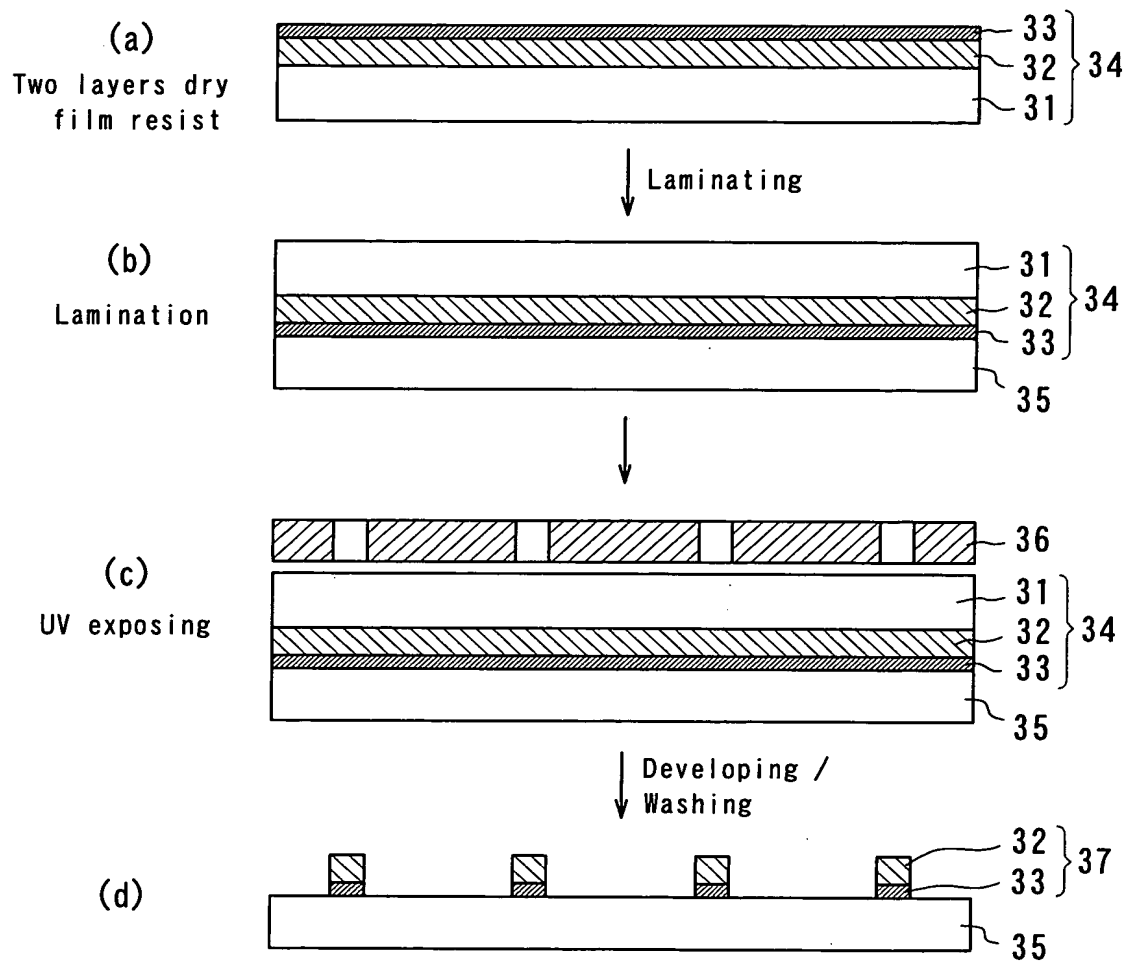 (a)
Two layers dry
film resist
33
32
31
34
Laminating
(b)
Lamination
31
32
33
34
35
(c)
UV exposing
36
31
32
33
34
35
Developing /
Washing
(d)
32
33
37
35